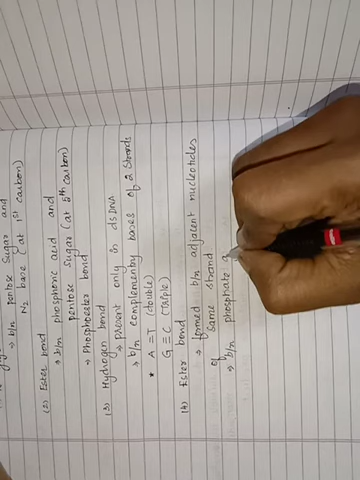 → b/n pentose sugar and
N₂ base (at 1st carbon)
(2) Ester bond
→ b/n phosphoric acid and
pentose sugar (at 5th carbon)
→ Phosphoester bond
(3) Hydrogen bond
→ present only in dsDNA
→ b/n complementry bases of 2 strands
* A = T (double)
G ≡ C (triple)
(4) Ester bond
→ formed b/n adjacent nucleotides
of same strand
→ b/n phosphate a